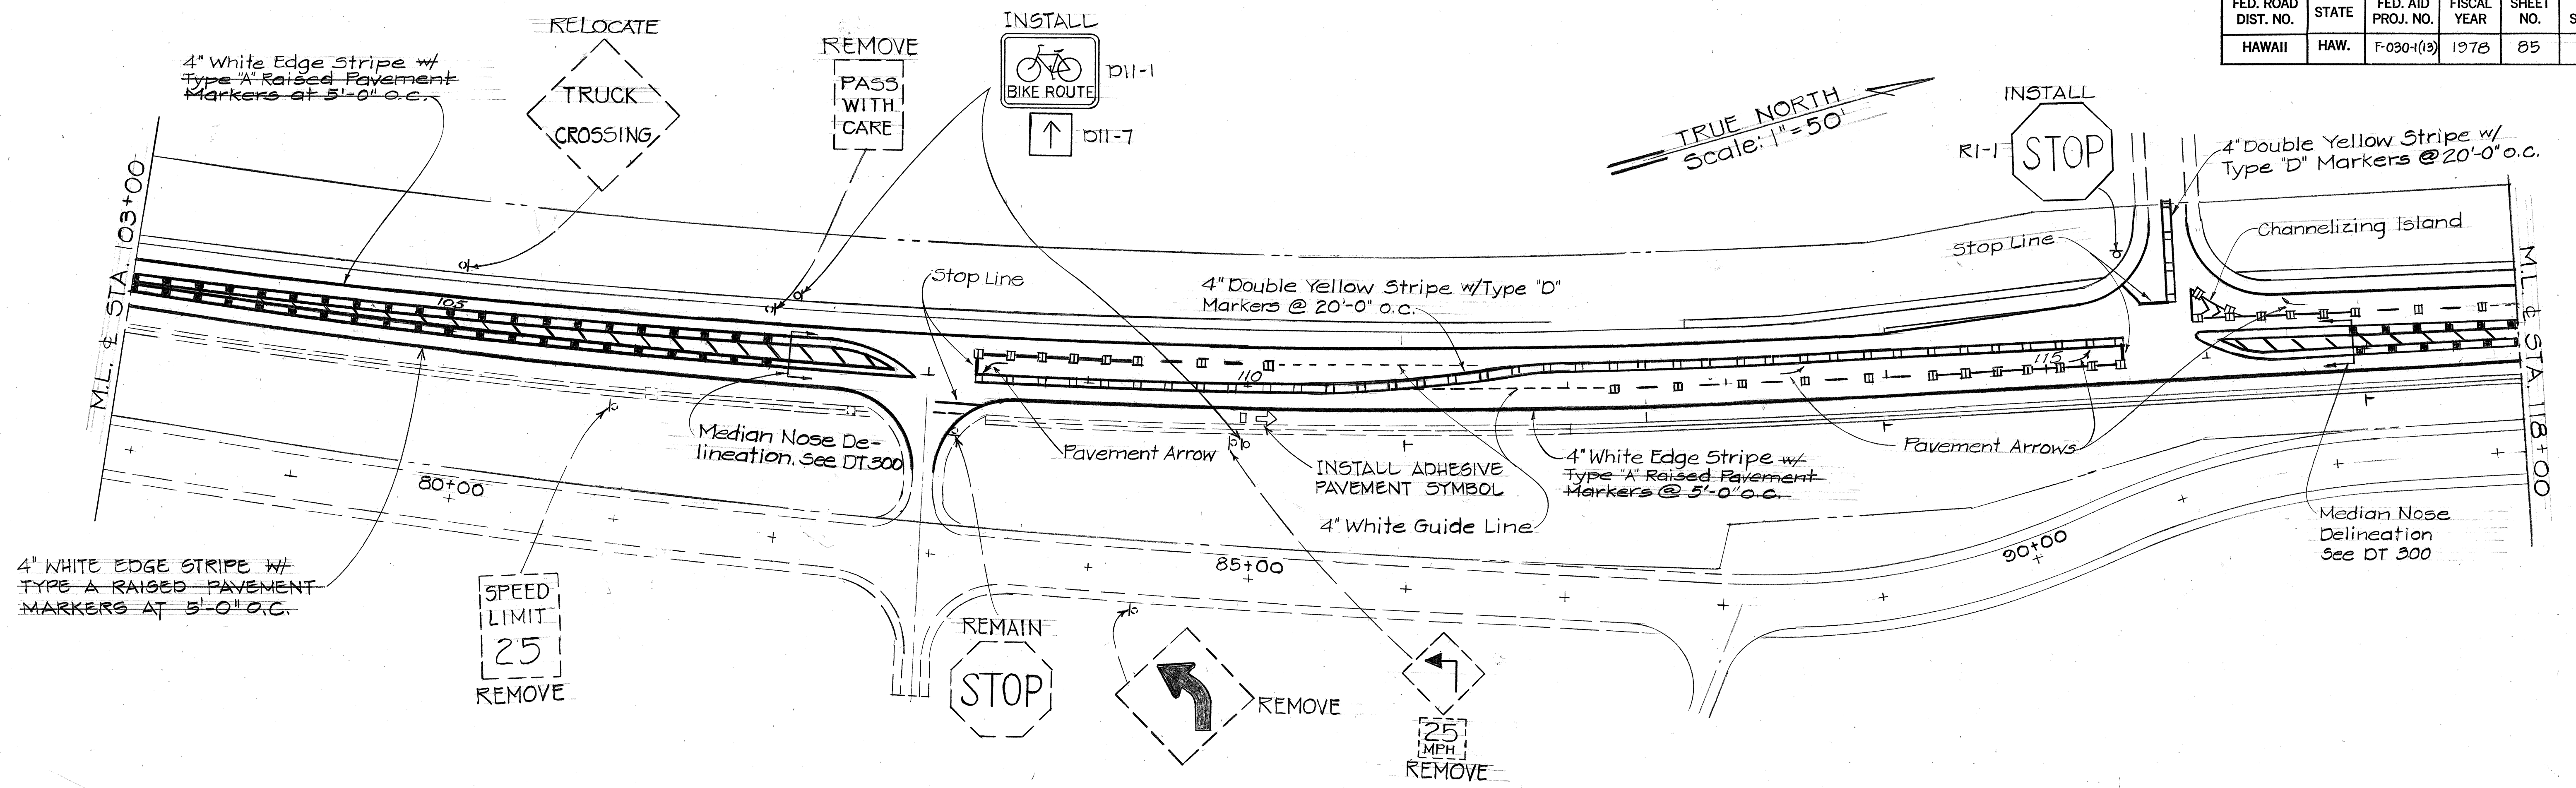 FED. ROAD DIST. NO.
STATE
FED. AID PROJ. NO.
FISCAL YEAR
SHEET NO.
HAWAII
HAW.
F-030-1(13)
1978
85
RELOCATE
TRUCK
CROSSING
REMOVE
PASS
WITH
CARE
INSTALL
BIKE ROUTE
D11-1
D11-7
4" White Edge Stripe w/
Type "A" Raised Pavement
Markers at 5'-0" o.c.
TRUE NORTH
Scale: 1"=50'
INSTALL
R1-1
STOP
4" Double Yellow Stripe w/
Type "D" Markers @ 20'-0" o.c.
Channelizing Island
Stop Line
M.L. ℄ STA. 103+00
105
Stop Line
4" Double Yellow Stripe w/Type "D"
Markers @ 20'-0" o.c.
110
115
M.L. ℄ STA. 118+00
Median Nose De-
lineation. See DT300
Pavement Arrow
INSTALL ADHESIVE
PAVEMENT SYMBOL
4" White Edge Stripe w/
Type "A" Raised Pavement
Markers @ 5'-0" o.c.
Pavement Arrows
4" White Guide Line
Median Nose
Delineation
See DT 300
80+00
85+00
90+00
4" WHITE EDGE STRIPE W/
TYPE A RAISED PAVEMENT
MARKERS AT 5'-0" O.C.
SPEED
LIMIT
25
REMOVE
REMAIN
STOP
REMOVE
25
MPH
REMOVE